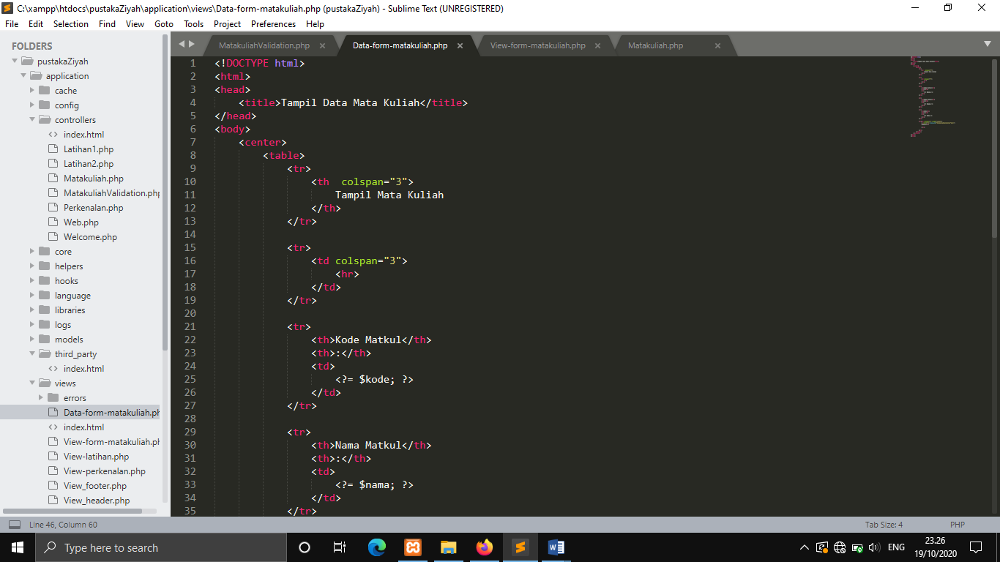 C:\xampp\htdocs\pustakaZiyah\application\views\Data-form-matakuliah.php (pustakaZiyah) - Sublime Text (UNREGISTERED)
File Edit Selection Find View Goto Tools Project Preferences Help
FOLDERS
pustakaZiyah
application
cache
config
controllers
index.html
Latihan1.php
Latihan2.php
Matakuliah.php
MatakuliahValidation.php
Perkenalan.php
Web.php
Welcome.php
core
helpers
hooks
language
libraries
logs
models
third_party
index.html
views
errors
Data-form-matakuliah.ph
index.html
View-form-matakuliah.ph
View-latihan.php
View-perkenalan.php
View_footer.php
View_header.php
MatakuliahValidation.php Data-form-matakuliah.php View-form-matakuliah.php Matakuliah.php
1 <!DOCTYPE html>
2 <html>
3 <head>
4 <title>Tampil Data Mata Kuliah</title>
5 </head>
6 <body>
7 <center>
8 <table>
9 <tr>
10 <th  colspan="3">
11 Tampil Mata Kuliah
12 </th>
13 </tr>
14
15 <tr>
16 <td colspan="3">
17 <hr>
18 </td>
19 </tr>
20
21 <tr>
22 <th>Kode Matkul</th>
23 <th>:</th>
24 <td>
25 <?= $kode; ?>
26 </td>
27 </tr>
28
29 <tr>
30 <th>Nama Matkul</th>
31 <th>:</th>
32 <td>
33 <?= $nama; ?>
34 </td>
35 </tr>
Line 46, Column 60 Tab Size: 4 PHP
Type here to search
ENG
23.26
19/10/2020